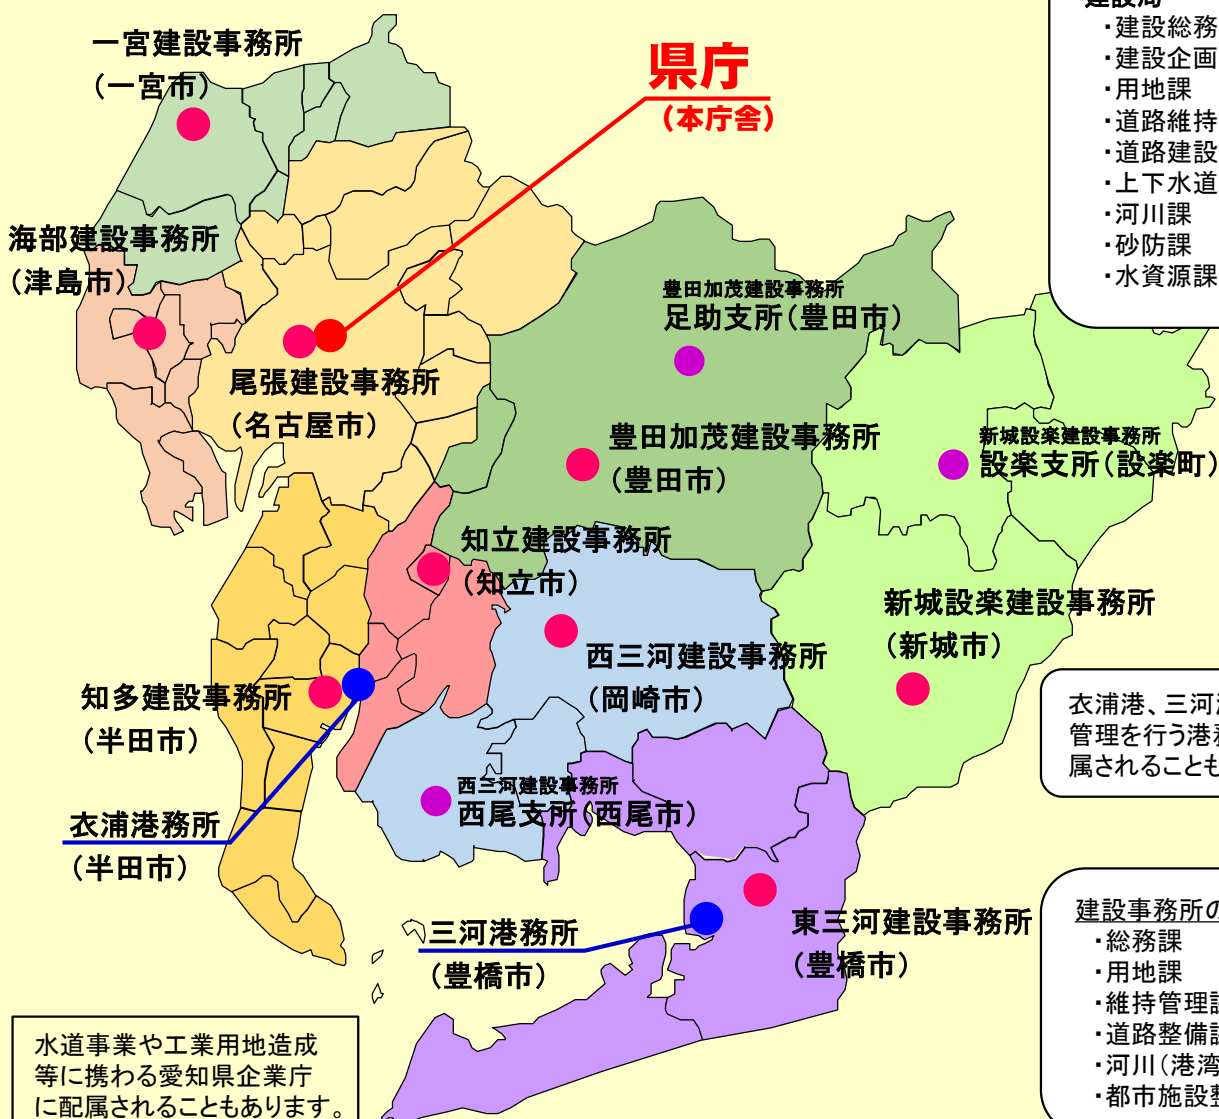 一宮建設事務所
(一宮市)
県庁
(本庁舎)
建設局
・建設総務
・建設企画
・用地課
・道路維持
・道路建設
・上下水道
・河川課
・砂防課
・水資源課
海部建設事務所
(津島市)
尾張建設事務所
(名古屋市)
豊田加茂建設事務所
足助支所(豊田市)
豊田加茂建設事務所
(豊田市)
新城設楽建設事務所
設楽支所(設楽町)
知立建設事務所
(知立市)
新城設楽建設事務所
(新城市)
西三河建設事務所
(岡崎市)
知多建設事務所
(半田市)
衣浦港、三河
管理を行う港務
属されることも
西三河建設事務所
西尾支所(西尾市)
衣浦港務所
(半田市)
三河港務所
(豊橋市)
東三河建設事務所
(豊橋市)
建設事務所の
・総務課
・用地課
・維持管理課
・道路整備課
・河川(港湾
・都市施設整
水道事業や工業用地造成
等に携わる愛知県企業庁
に配属されることもあります。